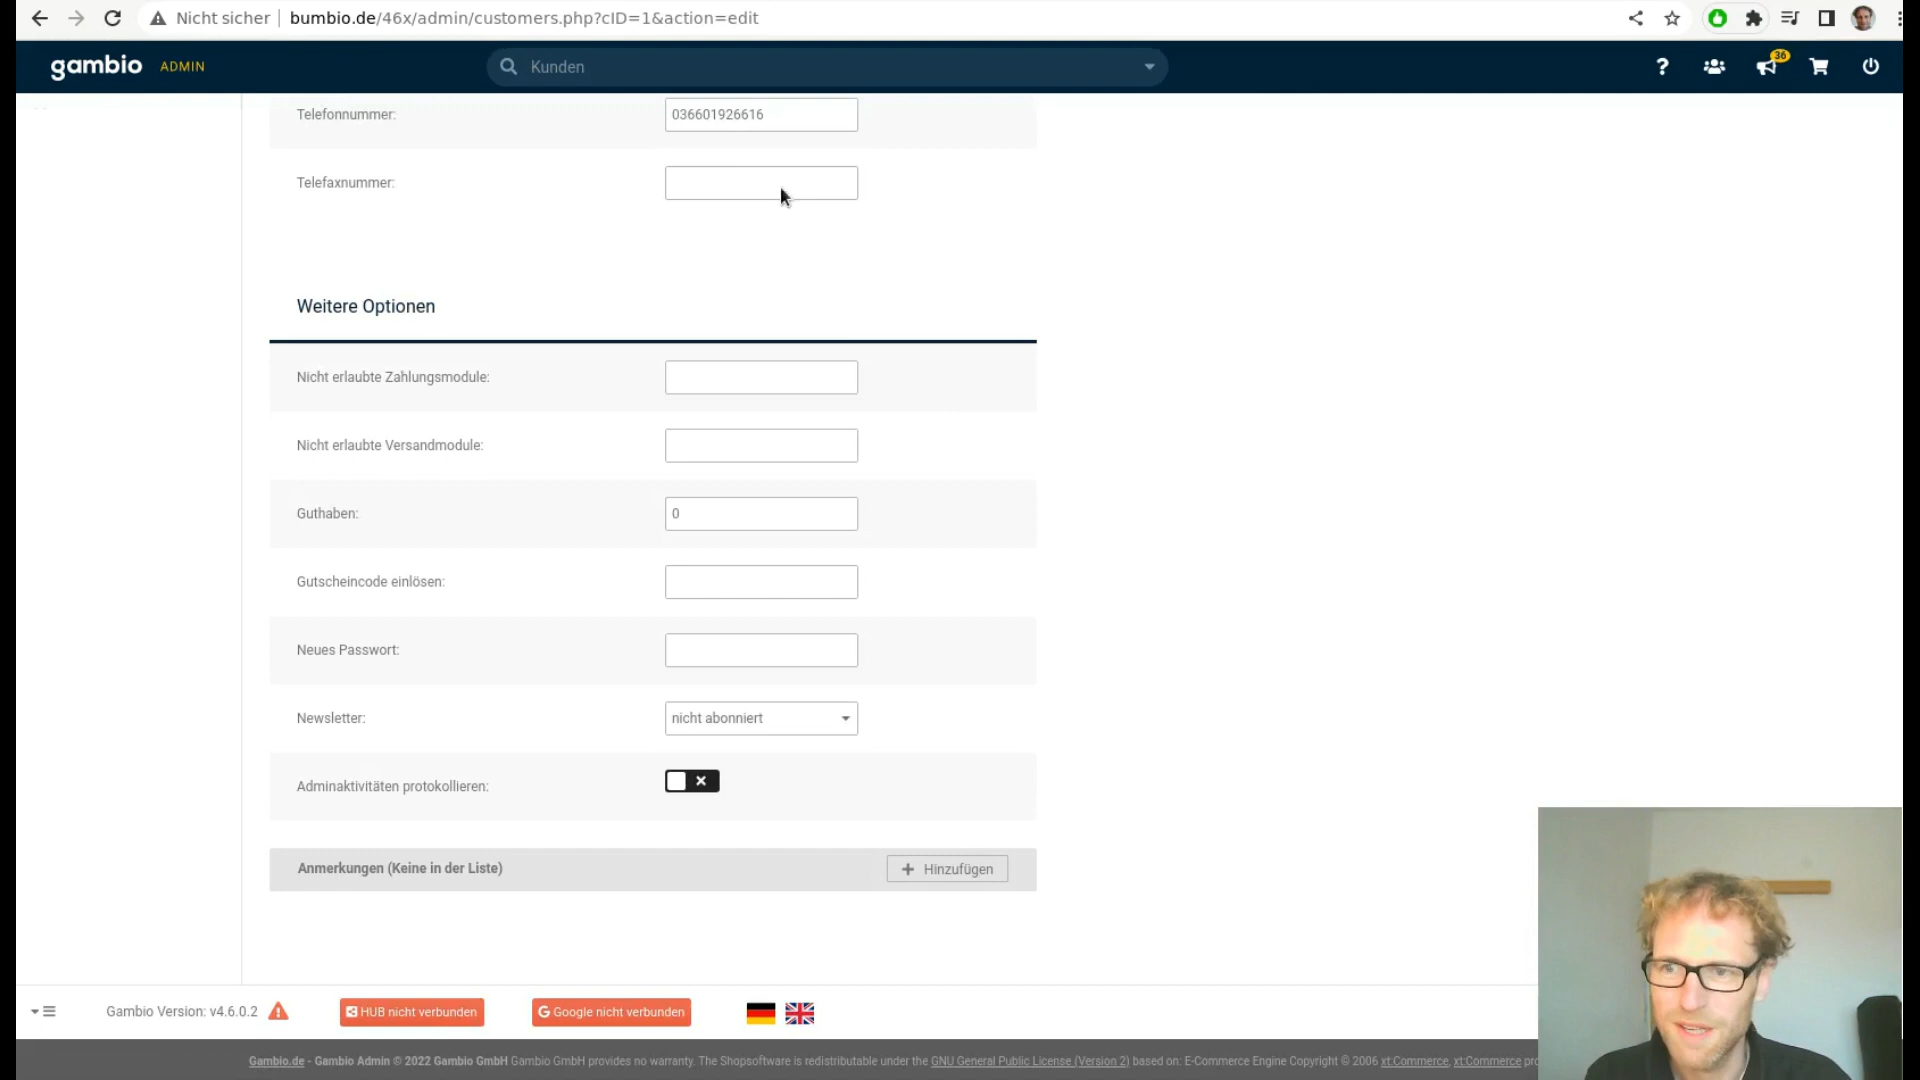 Nicht sicher
bumbio.de/46x/admin/customers.php?cID=1&action=edit
gambio ADMIN
Kunden
36
Telefonnummer:
036601926616
Telefaxnummer:
Weitere Optionen
Nicht erlaubte Zahlungsmodule:
Nicht erlaubte Versandmodule:
Guthaben:
0
Gutscheincode einlösen:
Neues Passwort:
Newsletter:
nicht abonniert
Adminaktivitäten protokollieren:
Anmerkungen (Keine in der Liste)
Hinzufügen
Gambio Version: v4.6.0.2
HUB nicht verbunden
Google nicht verbunden
Gambio.de - Gambio Admin © 2022 Gambio GmbH Gambio GmbH provides no warranty. The Shopsoftware is redistributable under the GNU General Public License (Version 2) based on: E-Commerce Engine Copyright © 2006 xt:Commerce, xt:Commerce